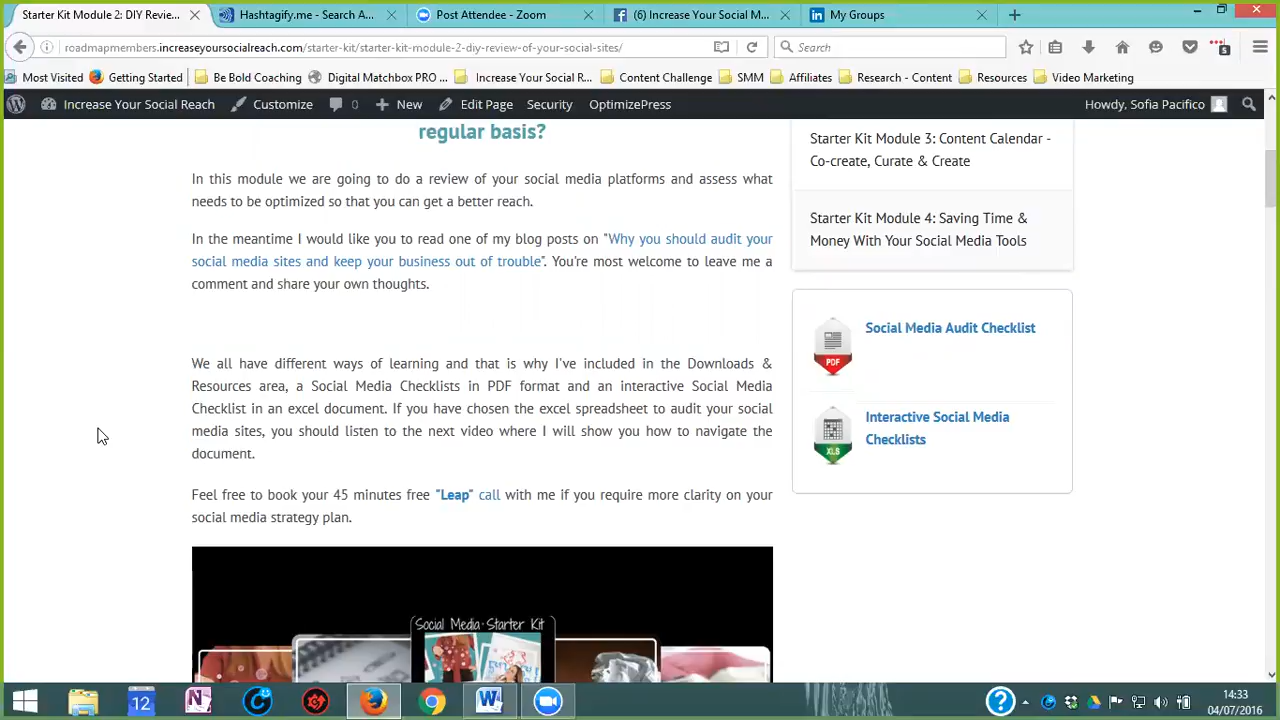 Starter Kit Module 2: DIY Revie...
Hashtagify.me - Search A...
Post Attendee - Zoom
(6) Increase Your Social M...
My Groups
roadmapmembers.increaseyoursocialreach.com/starter-kit/starter-kit-module-2-diy-review-of-your-social-sites/
Search
S
Most Visited
Getting Started
Be Bold Coaching
Digital Matchbox PRO ...
Increase Your Social R...
Content Challenge
SMM
Affiliates
Research - Content
Resources
Video Marketing
Increase Your Social Reach
Customize
0
New
Edit Page
Security
OptimizePress
Howdy, Sofia Pacifico
regular basis?
In this module we are going to do a review of your social media platforms and assess what
needs to be optimized so that you can get a better reach.
In the meantime I would like you to read one of my blog posts on "Why you should audit your
social media sites and keep your business out of trouble". You're most welcome to leave me a
comment and share your own thoughts.
We all have different ways of learning and that is why I've included in the Downloads &
Resources area, a Social Media Checklists in PDF format and an interactive Social Media
Checklist in an excel document. If you have chosen the excel spreadsheet to audit your social
media sites, you should listen to the next video where I will show you how to navigate the
document.
Feel free to book your 45 minutes free "Leap" call with me if you require more clarity on your
social media strategy plan.
Social Media Starter Kit
Starter Kit Module 3: Content Calendar -
Co-create, Curate & Create
Starter Kit Module 4: Saving Time &
Money With Your Social Media Tools
PDF
Social Media Audit Checklist
XLS
Interactive Social Media
Checklists
12
14:33
04/07/2016